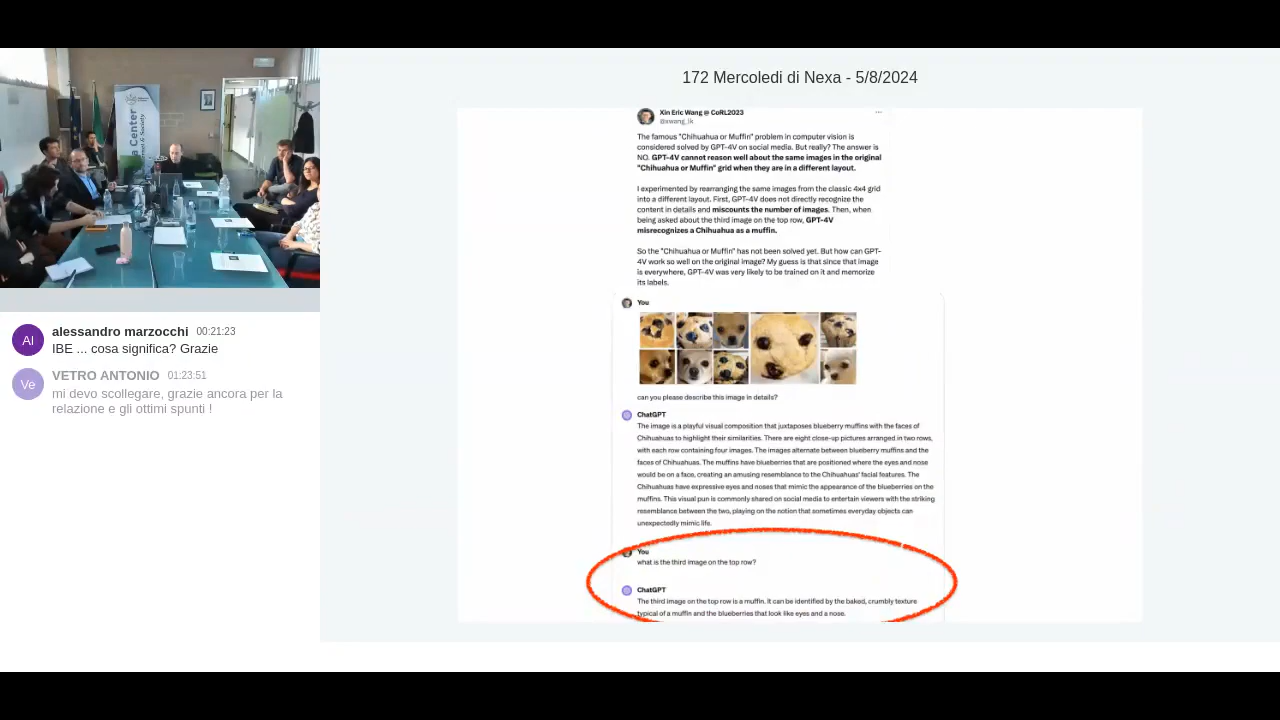 172 Mercoledi di Nexa - 5/8/2024
a Center
Society
Al
alessandro marzocchi 00:21:23
IBE ... cosa significa? Grazie
Ve
VETRO ANTONIO 01:23:51
mi devo scollegare, grazie ancora per la
relazione e gli ottimi spunti !
Xin Eric Wang @ CoRL2023
@xwang_lk
The famous "Chihuahua or Muffin" problem in computer vision is
considered solved by GPT-4V on social media. But really? The answer is
NO. GPT-4V cannot reason well about the same images in the original
"Chihuahua or Muffin" grid when they are in a different layout.
I experimented by rearranging the same images from the classic 4x4 grid
into a different layout. First, GPT-4V does not directly recognize the
content in details and miscounts the number of images. Then, when
being asked about the third image on the top row, GPT-4V
misrecognizes a Chihuahua as a muffin.
So the "Chihuahua or Muffin" has not been solved yet. But how can GPT-
4V work so well on the original image? My guess is that since that image
is everywhere, GPT-4V was very likely to be trained on it and memorize
its labels.
You
can you please describe this image in details?
ChatGPT
The image is a playful visual composition that juxtaposes blueberry muffins with the faces of
Chihuahuas to highlight their similarities. There are eight close-up pictures arranged in two rows,
with each row containing four images. The images alternate between blueberry muffins and the
faces of Chihuahuas. The muffins have blueberries that are positioned where the eyes and nose
would be on a face, creating an amusing resemblance to the Chihuahuas' facial features. The
Chihuahuas have expressive eyes and noses that mimic the appearance of the blueberries on the
muffins. This visual pun is commonly shared on social media to entertain viewers with the striking
resemblance between the two, playing on the notion that sometimes everyday objects can
unexpectedly mimic life.
You
what is the third image on the top row?
ChatGPT
The third image on the top row is a muffin. It can be identified by the baked, crumbly texture
typical of a muffin and the blueberries that look like eyes and a nose.